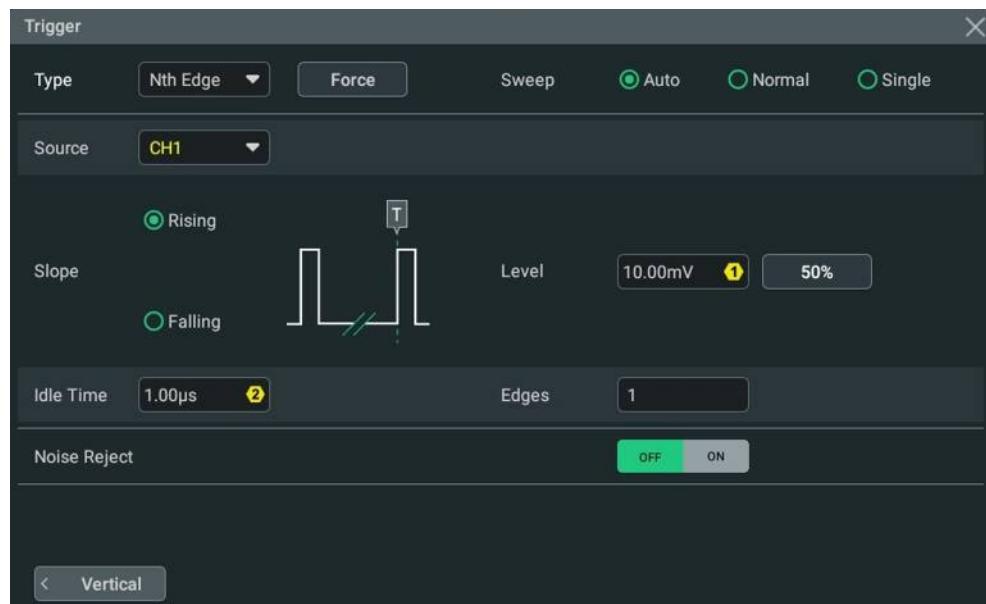 Trigger
Type Nth Edge Force Sweep Auto Normal Single
Source CH1
Rising
T
Slope Level 10.00mV 1 50%
Falling
Idle Time 1.00µs 2 Edges 1
Noise Reject OFF ON
< Vertical